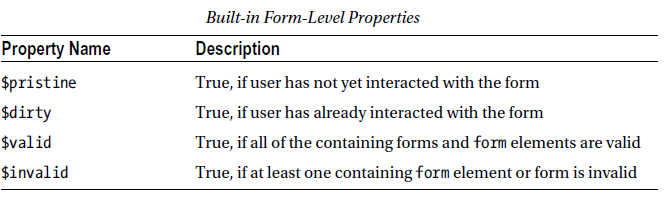 Built-in Form-Level Properties
Property Name Description
$pristine True, if user has not yet interacted with the form
$dirty True, if user has already interacted with the form
$valid True, if all of the containing forms and form elements are valid
$invalid True, if at least one containing form element or form is invalid